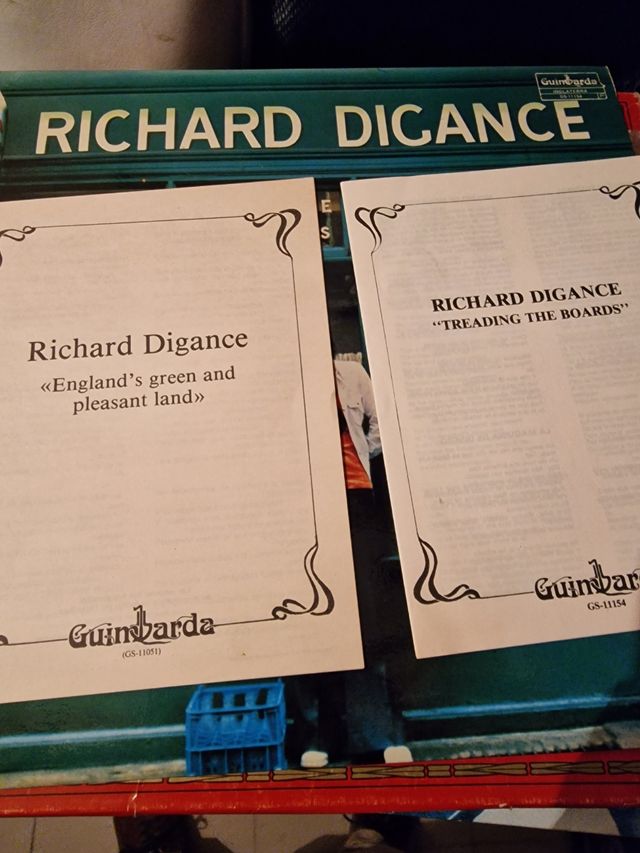 RICHARD DIGANCE
Guimbarda
INGLATERRA
GS-11154
E
S
Richard Digance
«England's green and
pleasant land»
Guimbarda
(GS-11051)
RICHARD DIGANCE
“TREADING THE BOARDS”
Guimbar
GS-11154